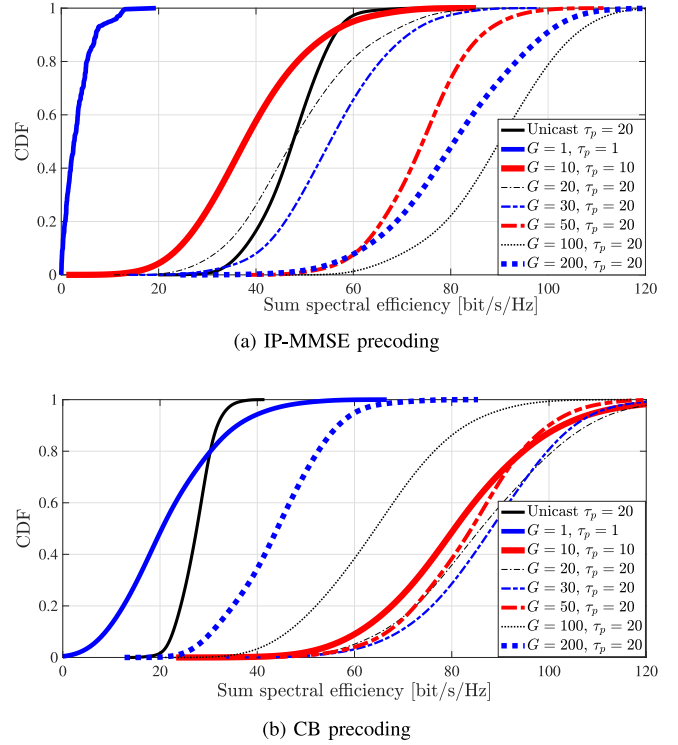 1
0.8
0.6
0.4
0.2
0
CDF
Unicast τp = 20
G = 1, τp = 1
G = 10, τp = 10
G = 20, τp = 20
G = 30, τp = 20
G = 50, τp = 20
G = 100, τp = 20
G = 200, τp = 20
0 20 40 60 80 100 120
Sum spectral efficiency [bit/s/Hz]
(a) IP-MMSE precoding
1
0.8
0.6
0.4
0.2
0
CDF
Unicast τp = 20
G = 1, τp = 1
G = 10, τp = 10
G = 20, τp = 20
G = 30, τp = 20
G = 50, τp = 20
G = 100, τp = 20
G = 200, τp = 20
0 20 40 60 80 100 120
Sum spectral efficiency [bit/s/Hz]
(b) CB precoding